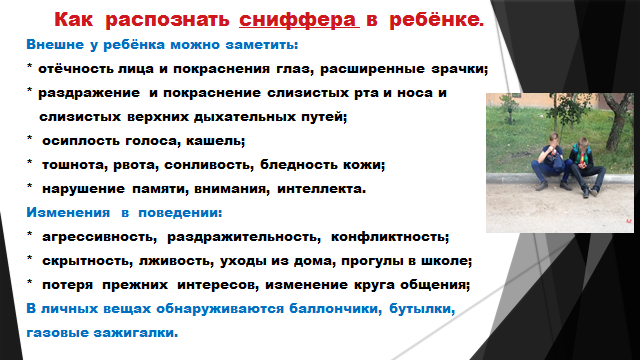 Как распознать сниффера в ребёнке.
Внешне у ребёнка можно заметить:
* отёчность лица и покраснения глаз, расширенные зрачки;
* раздражение и покраснение слизистых рта и носа и
слизистых верхних дыхательных путей;
* осиплость голоса, кашель;
* тошнота, рвота, сонливость, бледность кожи;
* нарушение памяти, внимания, интеллекта.
Изменения в поведении:
* агрессивность, раздражительность, конфликтность;
* скрытность, лживость, уходы из дома, прогулы в школе;
* потеря прежних интересов, изменение круга общения;
В личных вещах обнаруживаются баллончики, бутылки,
газовые зажигалки.